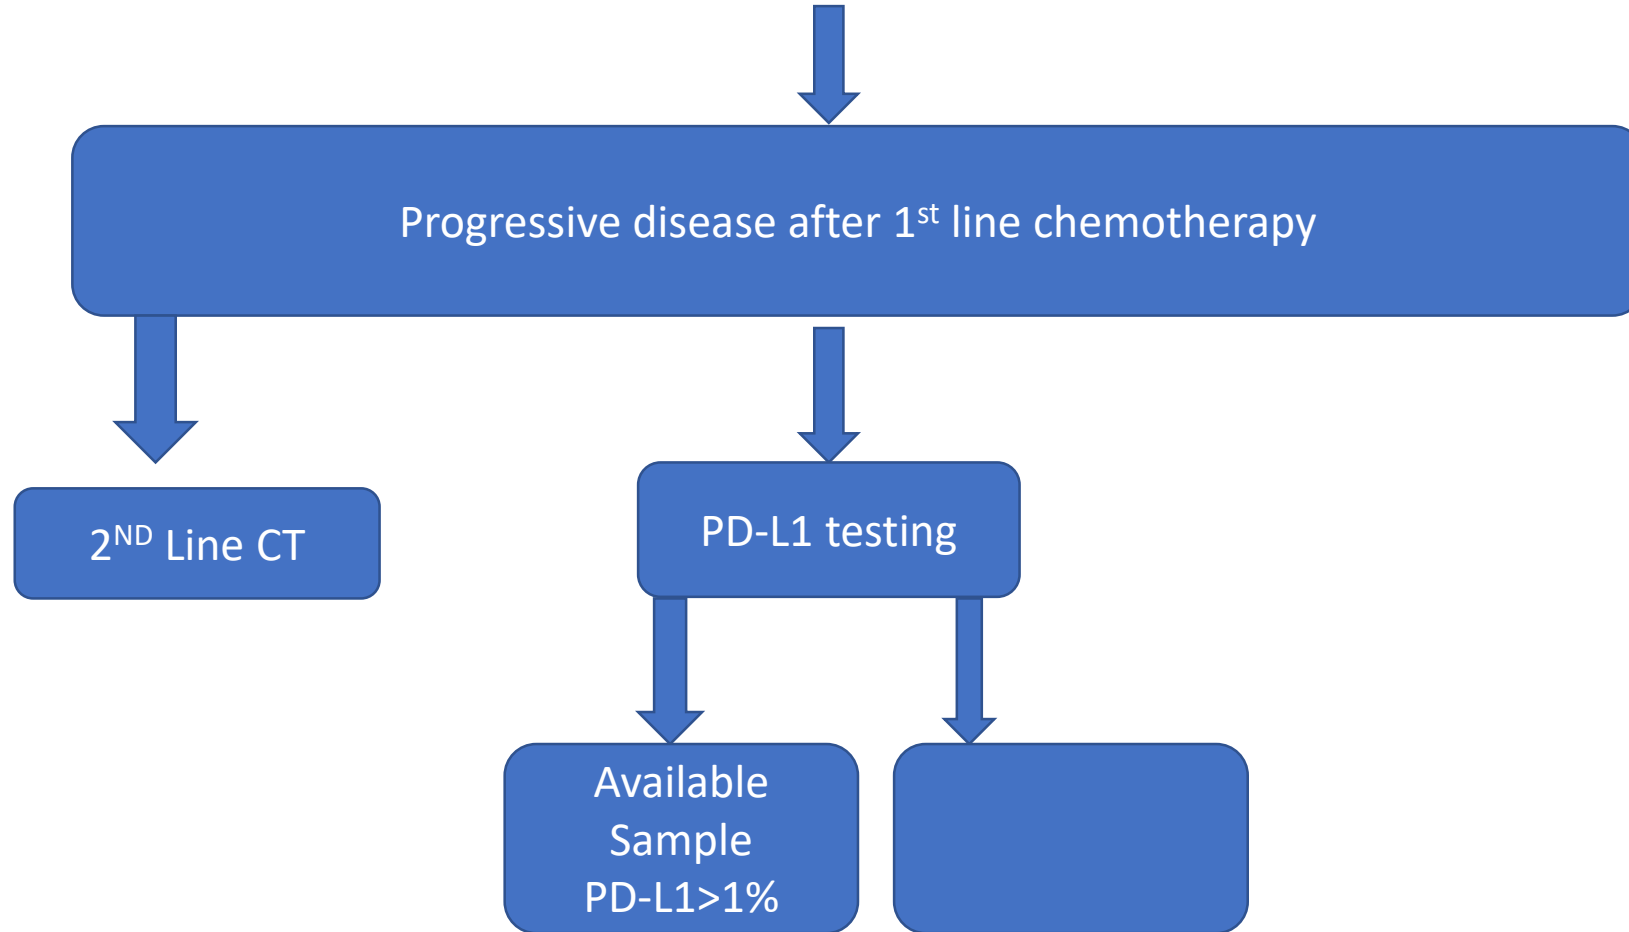 Progressive disease after 1st line chemotherapy
2ND Line CT
PD-L1 testing
Available
Sample
PD-L1>1%